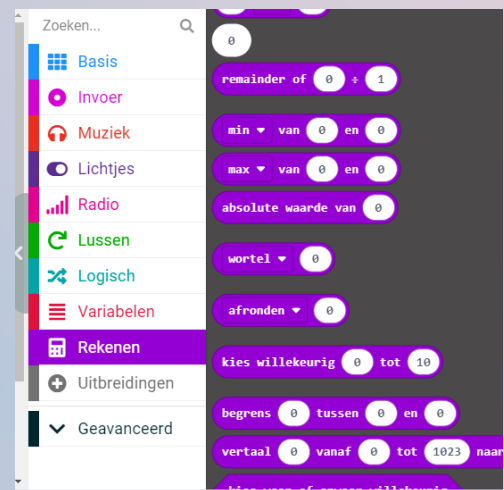 Zoeken...
Basis
Invoer
Muziek
Lichtjes
Radio
Lussen
Logisch
Variabelen
Rekenen
Uitbreidingen
Geavanceerd
0
remainder of 0 ÷ 1
min van 0 en 0
max van 0 en 0
absolute waarde van 0
wortel 0
afronden 0
kies willekeurig 0 tot 10
begrens 0 tussen 0 en 0
vertaal 0 vanaf 0 tot 1023 naar